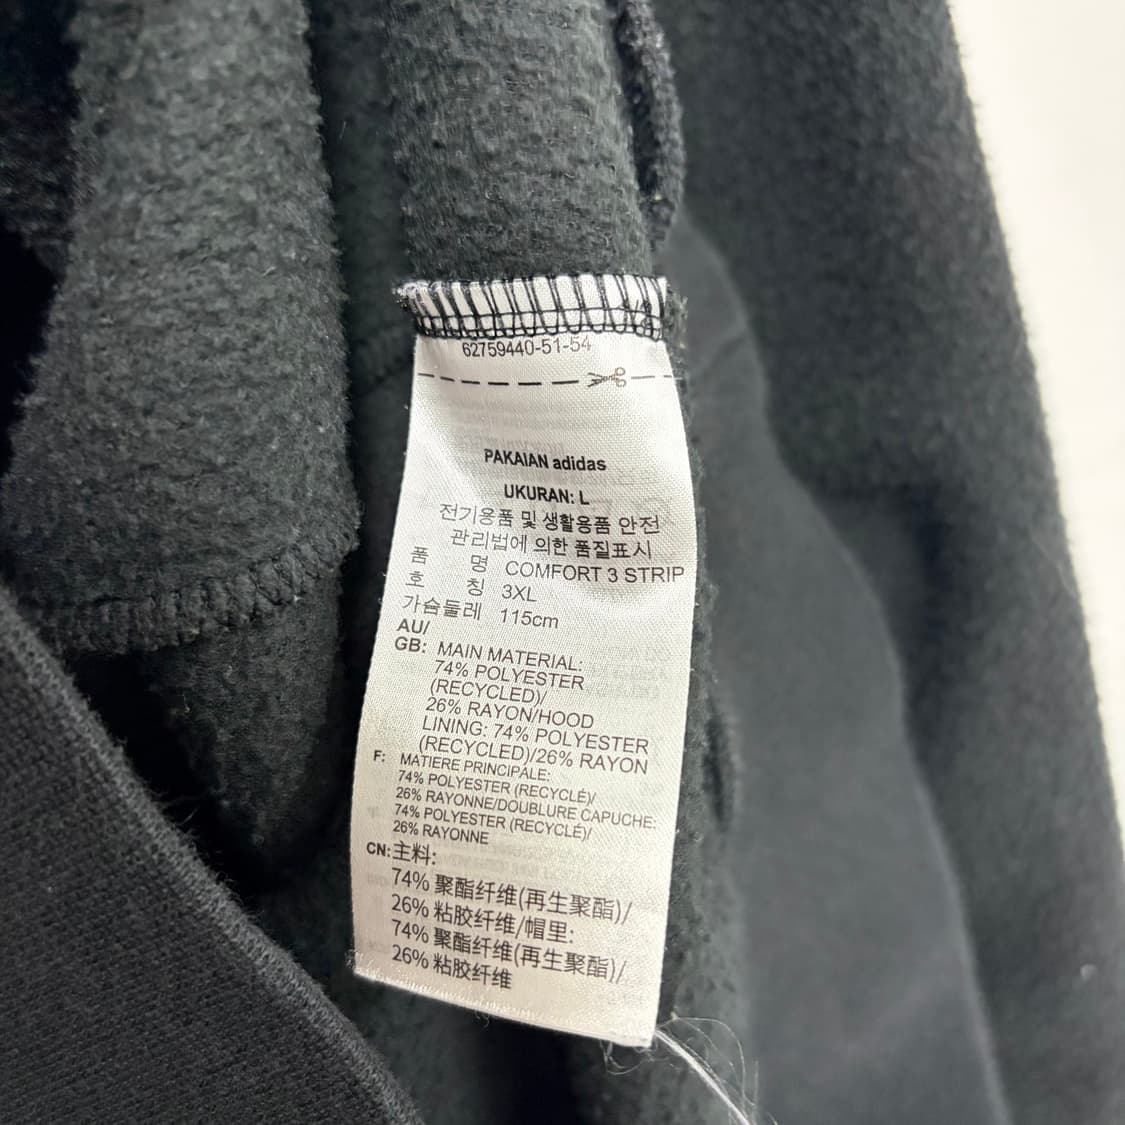 62759440-51-54
PAKAIAN adidas
UKURAN: L
전기용품 및 생활용품 안전
관리법에 의한 품질표시
품 명 COMFORT 3 STRIP
호 칭 3XL
가슴둘레 115cm
AU/
GB: MAIN MATERIAL:
74% POLYESTER
(RECYCLED)/
26% RAYON/HOOD
LINING: 74% POLYESTER
(RECYCLED)/26% RAYON
F: MATIERE PRINCIPALE:
74% POLYESTER (RECYCLÉ)/
26% RAYONNE/DOUBLURE CAPUCHE:
74% POLYESTER (RECYCLÉ)/
26% RAYONNE
CN:主料:
74% 聚酯纤维(再生聚酯)/
26% 粘胶纤维/帽里:
74% 聚酯纤维(再生聚酯)/
26% 粘胶纤维